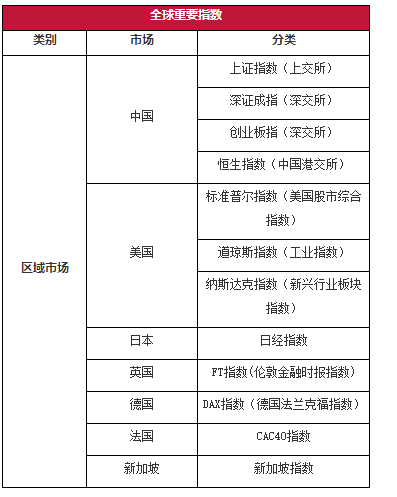 全球重要指数
类别
市场
分类
区域市场
中国
上证指数（上交所）
深证成指（深交所）
创业板指（深交所）
恒生指数（中国港交所）
美国
标准普尔指数（美国股市综合
指数）
道琼斯指数（工业指数）
纳斯达克指数（新兴行业板块
指数）
日本
日经指数
英国
FT指数(伦敦金融时报指数)
德国
DAX指数（德国法兰克福指数）
法国
CAC40指数
新加坡
新加坡指数